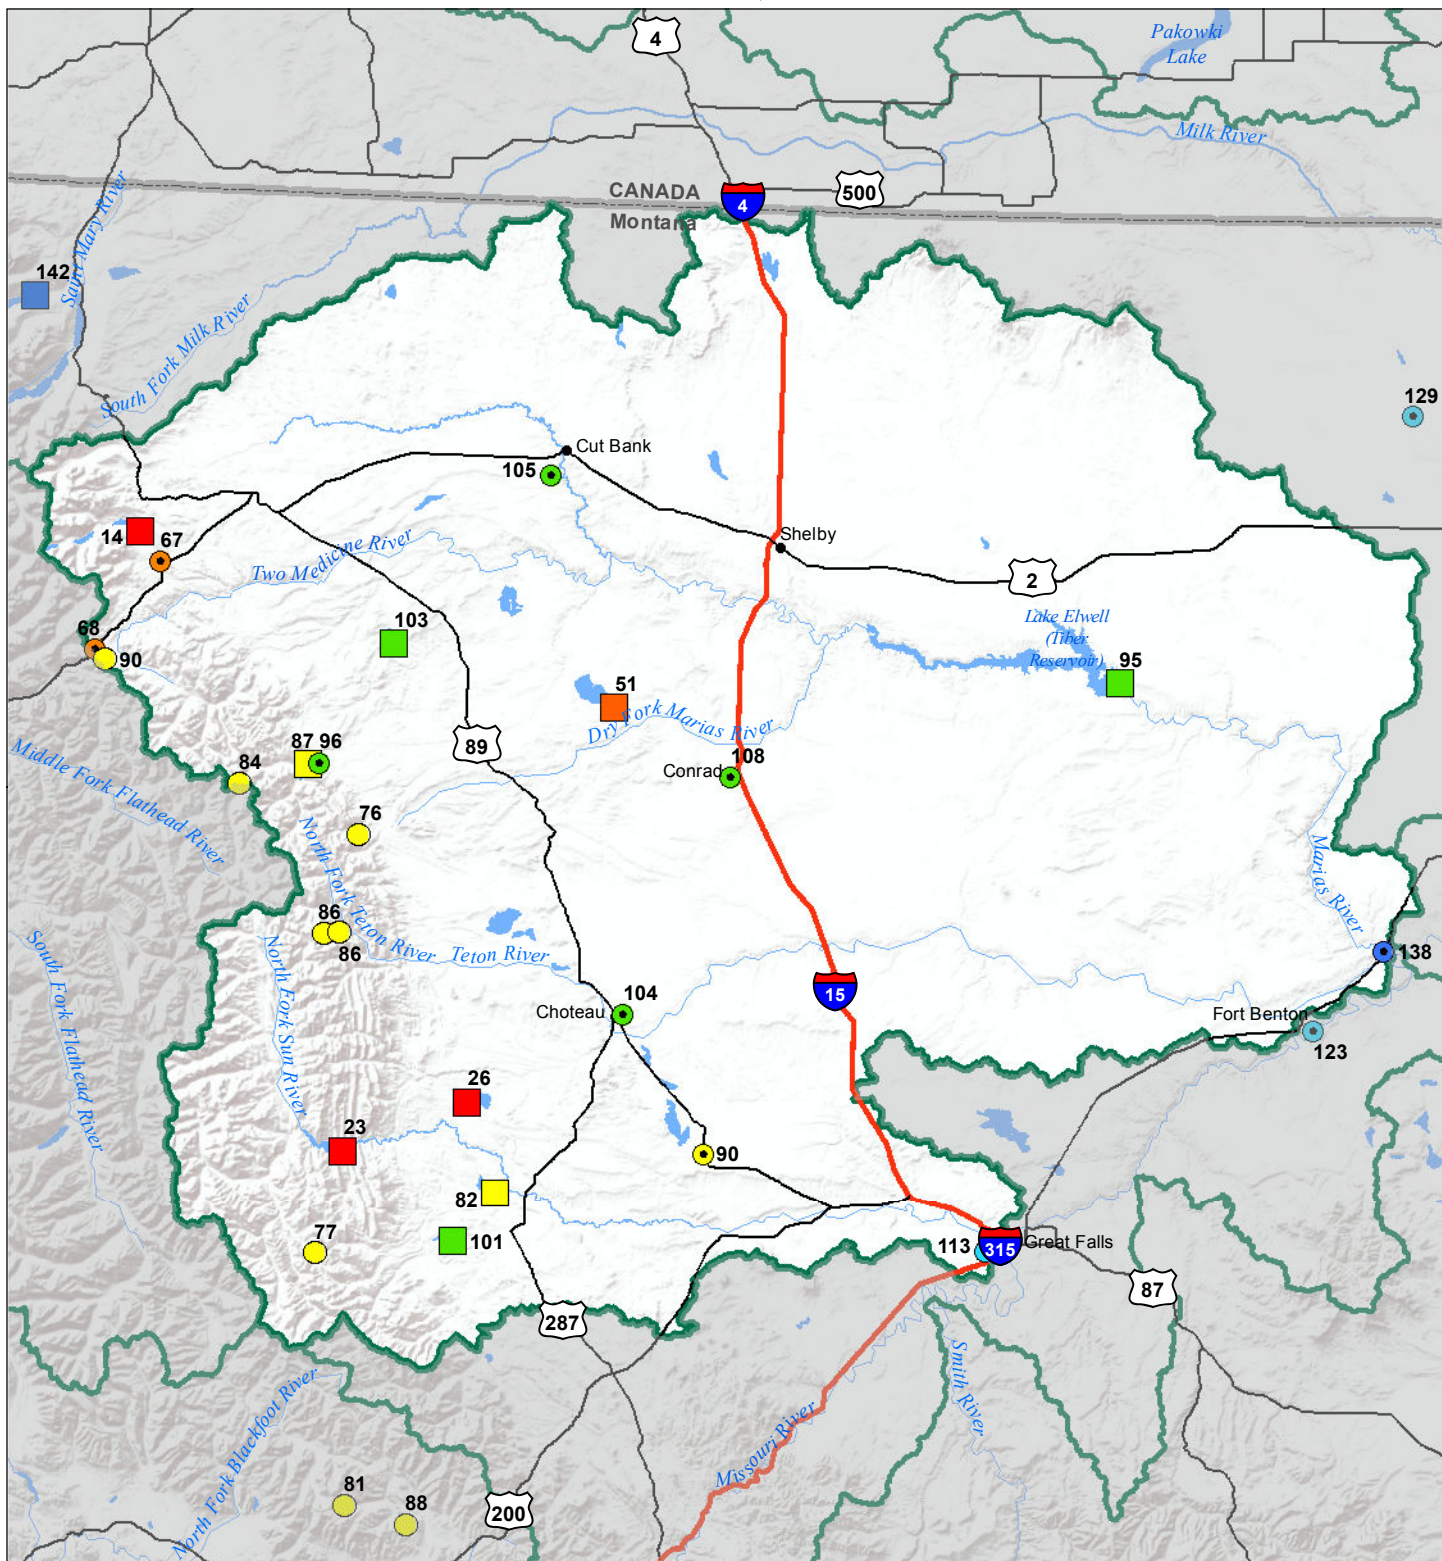 4
Pakowki
Lake
Milk River
CANADA
500
4
Montana
142
Saint Mary River
South Fork Milk River
129
Cut Bank
105
14
67
Shelby
Two Medicine River
2
68
90
103
Lake Elwell
(Tiber
Reservoir)
95
51
Dry Fork Marias River
89
87
96
84
108
Conrad
Middle Fork Flathead River
76
North Fork Teton River
Marias River
86
86
Teton River
138
South Fork Flathead River
North Fork Sun River
15
104
Choteau
Fort Benton
123
26
23
90
82
77
101
113
315
Great Falls
87
287
Smith River
Missouri River
North Fork Blackfoot River
81
88
200